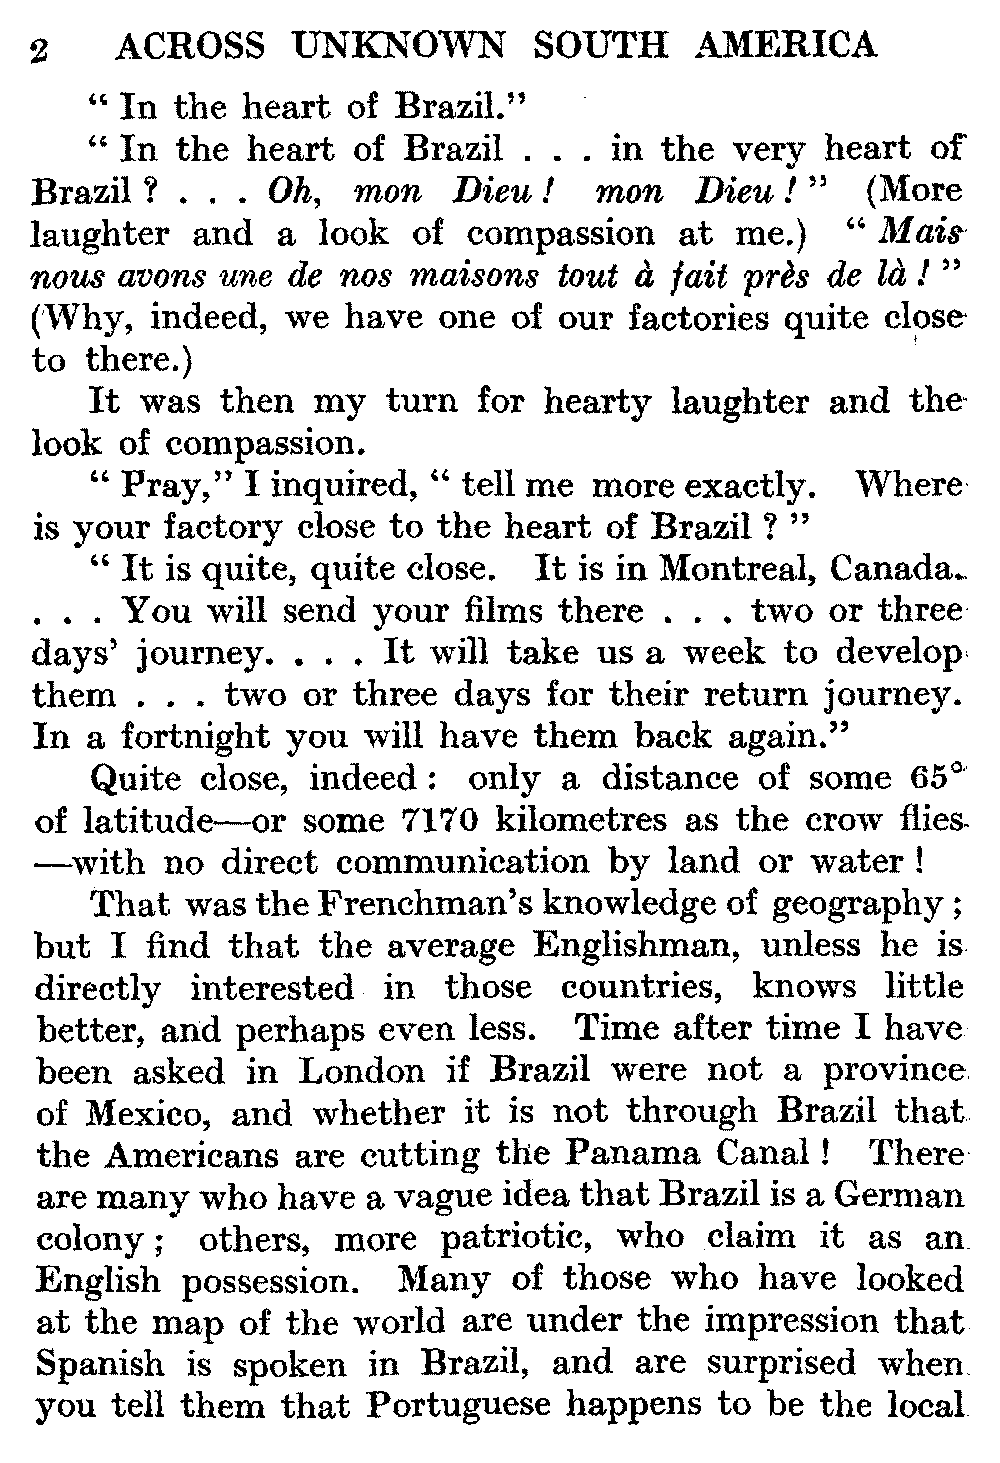 2 ACROSS UNKNOWN SOUTH AMERICA
“ In the heart of Brazil.”
“ In the heart of Brazil . . . in the very heart of
Brazil ? . . . Oh, mon Dieu ! mon Dieu ! ” (More
laughter and a look of compassion at me.) “ Mais
nous avons une de nos maisons tout à fait près de là ! ”
(Why, indeed, we have one of our factories quite close
to there.)
It was then my turn for hearty laughter and the
look of compassion.
“ Pray,” I inquired, “ tell me more exactly. Where
is your factory close to the heart of Brazil ? ”
“ It is quite, quite close. It is in Montreal, Canada.
. . . You will send your films there . . . two or three
days’ journey. . . . It will take us a week to develop
them . . . two or three days for their return journey.
In a fortnight you will have them back again.”
Quite close, indeed : only a distance of some 65°
of latitude—or some 7170 kilometres as the crow flies
—with no direct communication by land or water !
That was the Frenchman’s knowledge of geography ;
but I find that the average Englishman, unless he is
directly interested in those countries, knows little
better, and perhaps even less. Time after time I have
been asked in London if Brazil were not a province
of Mexico, and whether it is not through Brazil that
the Americans are cutting the Panama Canal ! There
are many who have a vague idea that Brazil is a German
colony ; others, more patriotic, who claim it as an
English possession. Many of those who have looked
at the map of the world are under the impression that
Spanish is spoken in Brazil, and are surprised when
you tell them that Portuguese happens to be the local